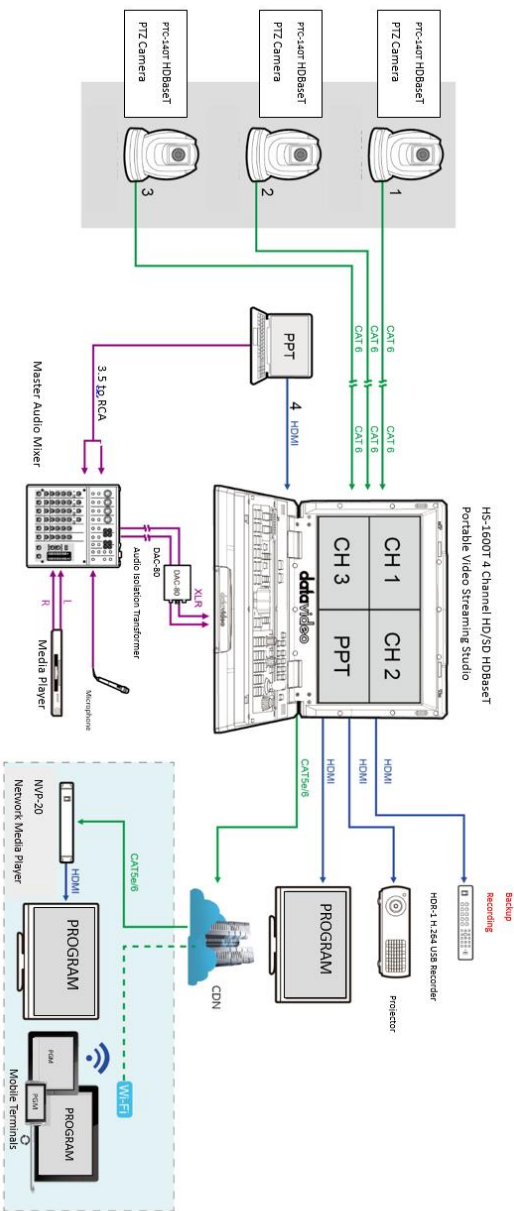 HS-1600T 4 Channel HD/SD HDBaseT
Portable Video Streaming Studio
PTC-140T HDBaseT
PTZ Camera
1
PTC-140T HDBaseT
PTZ Camera
2
PTC-140T HDBaseT
PTZ Camera
3
CAT 6
CAT 6
CAT 6
CAT 6
CAT 6
CAT 6
PPT
4
HDMI
CH 1
CH 2
CH 3
PPT
datavideo
3.5 to RCA
Master Audio Mixer
Audio Isolation Transformer
DAC-80
DAC-80
XLR
L
R
Media Player
Microphone
HDMI
HDMI
HDMI
CAT5e/6
Backup
Recording
HDR-1 H.264 USB Recorder
Projector
PROGRAM
CDN
CAT5e/6
NVP-20
Network Media Player
HDMI
PROGRAM
Wi-Fi
PGM
PGM
PROGRAM
Mobile Terminals